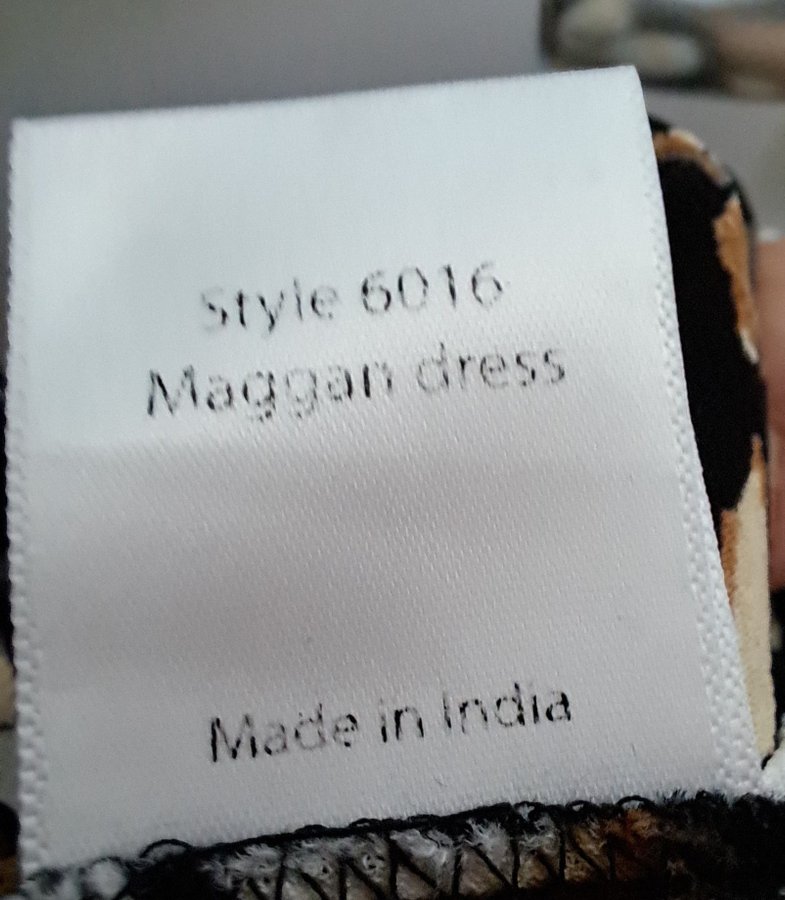 Style 6016
Maggan dress
Made in India